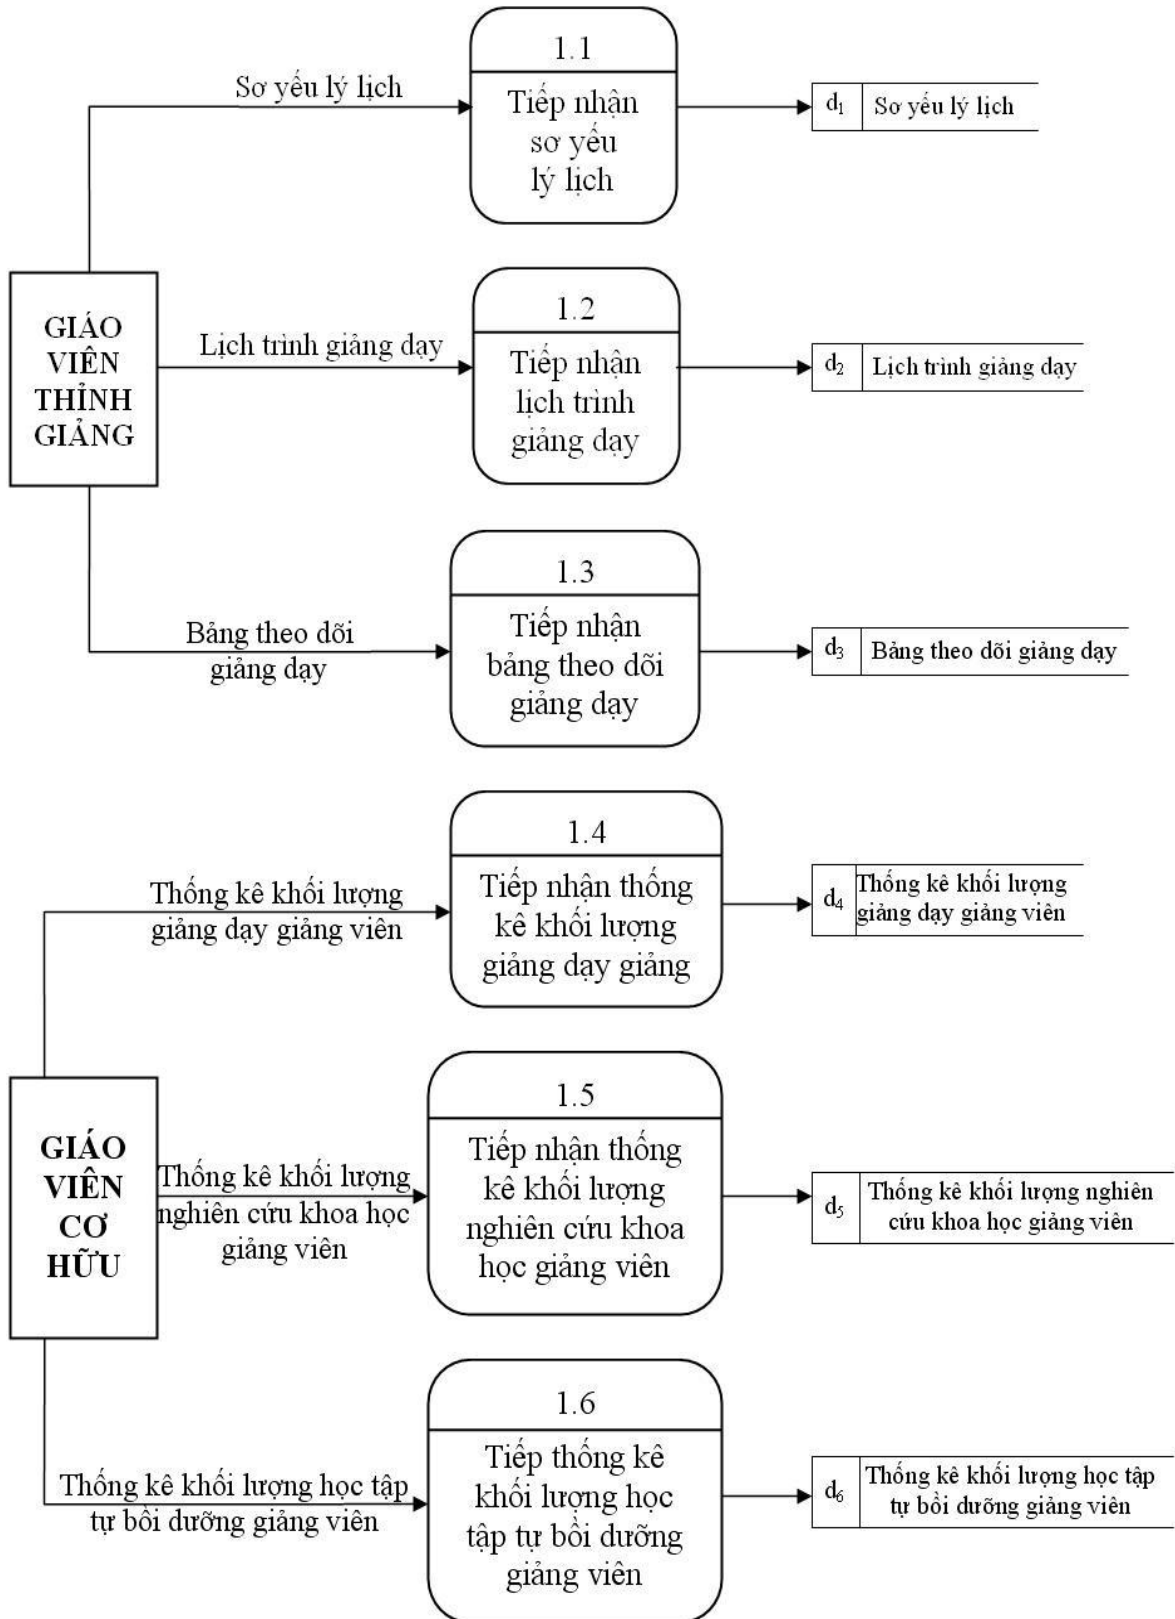 1.1
Sơ yếu lý lịch
Tiếp nhận
sơ yếu
lý lịch
d1 Sơ yếu lý lịch
GIÁO
VIÊN
THỈNH
GIẢNG
1.2
Lịch trình giảng dạy
Tiếp nhận
lịch trình
giảng dạy
d2 Lịch trình giảng dạy
1.3
Bảng theo dõi
giảng dạy
Tiếp nhận
bảng theo dõi
giảng dạy
d3 Bảng theo dõi giảng dạy
1.4
Thống kê khối lượng
giảng dạy giảng viên
Tiếp nhận thống
kê khối lượng
giảng dạy giảng
d4 Thống kê khối lượng
giảng dạy giảng viên
GIÁO
VIÊN
CƠ
HỮU
1.5
Thống kê khối lượng
nghiên cứu khoa học
giảng viên
Tiếp nhận thống
kê khối lượng
nghiên cứu khoa
học giảng viên
d5 Thống kê khối lượng nghiên
cứu khoa học giảng viên
1.6
Thống kê khối lượng học tập
tự bồi dưỡng giảng viên
Tiếp thống kê
khối lượng học
tập tự bồi dưỡng
giảng viên
d6 Thống kê khối lượng học tập
tự bồi dưỡng giảng viên